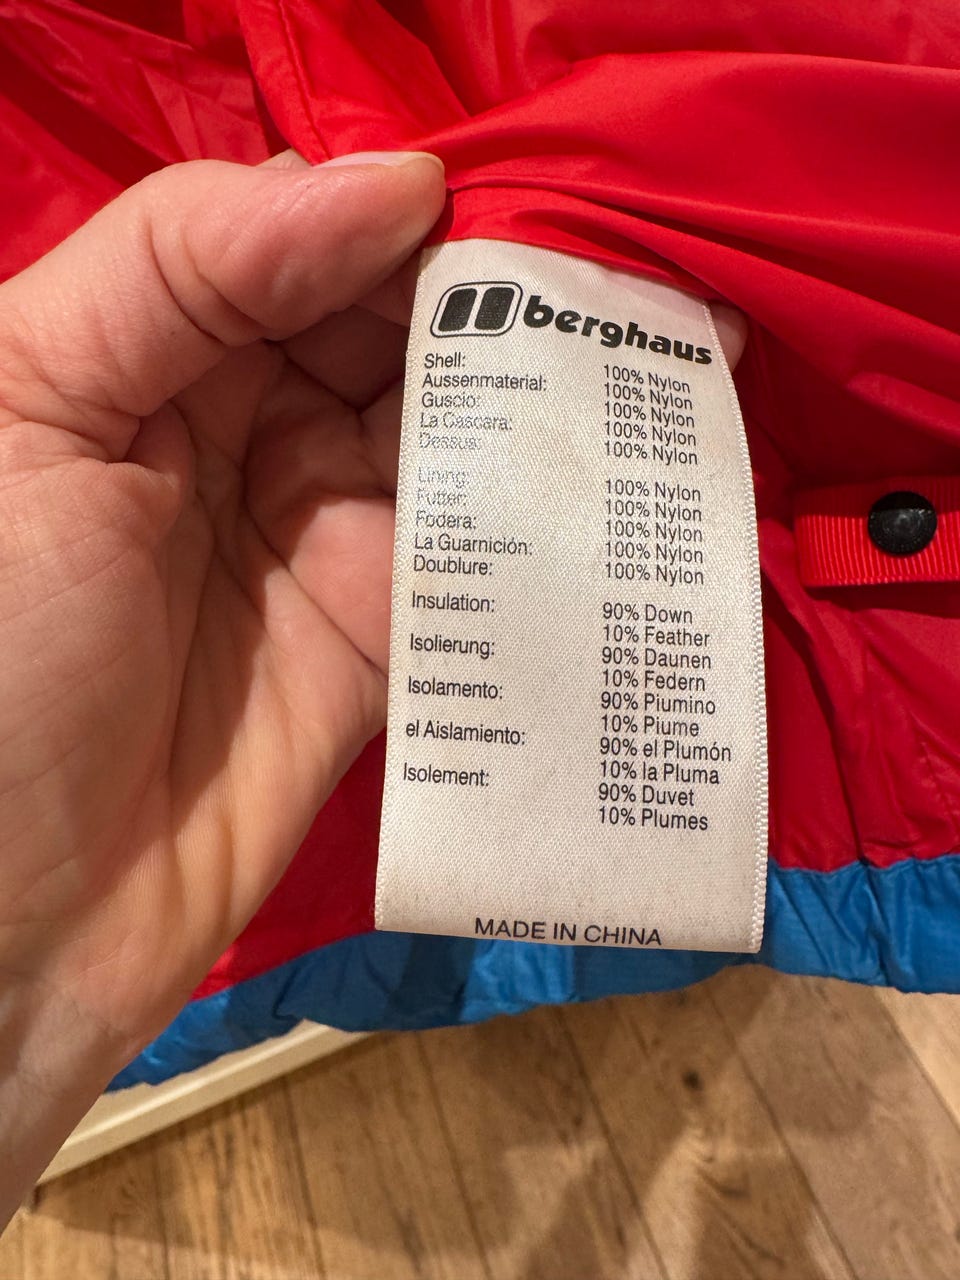 berghaus
Shell: 100% Nylon
Aussenmaterial: 100% Nylon
Guscio: 100% Nylon
La Cascara: 100% Nylon
Dessus: 100% Nylon
Lining: 100% Nylon
Futter: 100% Nylon
Fodera: 100% Nylon
La Guarnición: 100% Nylon
Doublure: 100% Nylon
Insulation: 90% Down
10% Feather
Isolierung: 90% Daunen
10% Federn
Isolamento: 90% Piumino
10% Piume
el Aislamiento: 90% el Plumón
10% la Pluma
Isolement: 90% Duvet
10% Plumes
MADE IN CHINA